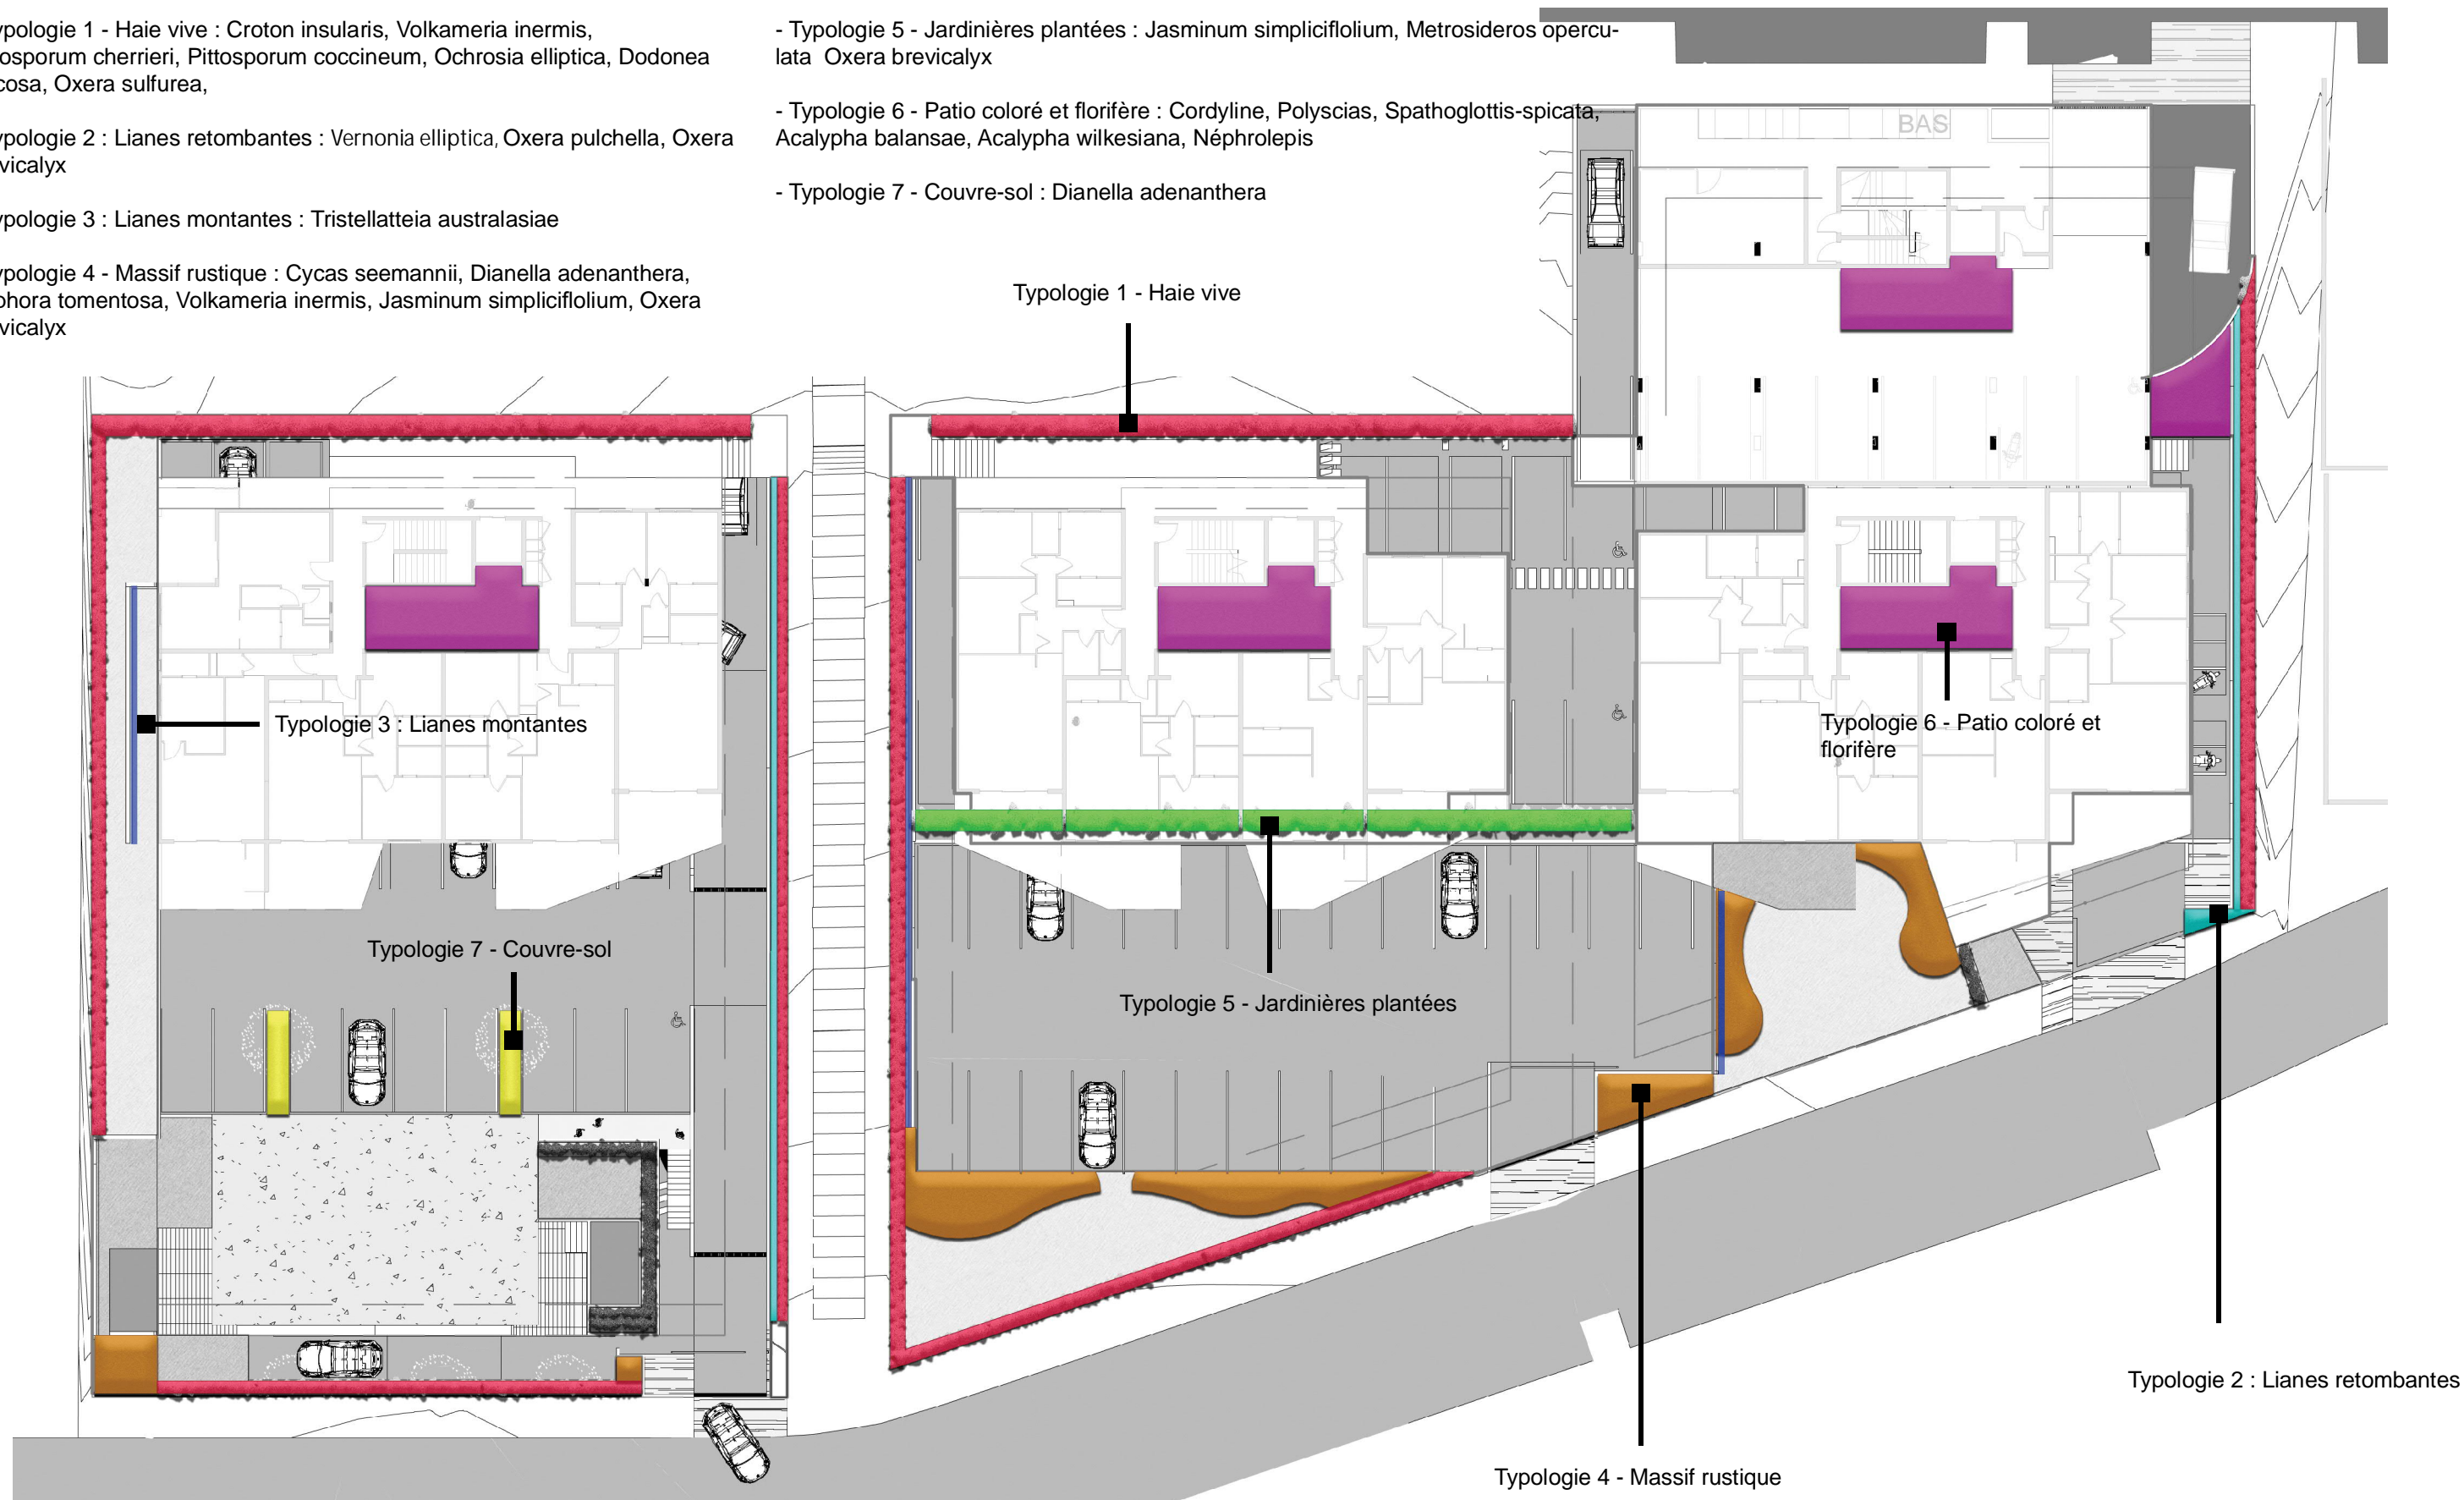 ypologie 1 - Haie vive : Croton insularis, Volkameria inermis,
osporum cherrieri, Pittosporum coccineum, Ochrosia elliptica, Dodonea
cosa, Oxera sulfurea,
ypologie 2 : Lianes retombantes : Vernonia elliptica, Oxera pulchella, Oxera
vicalyx
ypologie 3 : Lianes montantes : Tristellatteia australasiae
ypologie 4 - Massif rustique : Cycas seemannii, Dianella adenanthera,
ohora tomentosa, Volkameria inermis, Jasminum simpliciflolium, Oxera
vicalyx
- Typologie 5 - Jardinières plantées : Jasminum simpliciflolium, Metrosideros opercu-
lata Oxera brevicalyx
- Typologie 6 - Patio coloré et florifère : Cordyline, Polyscias, Spathoglottis-spicata,
Acalypha balansae, Acalypha wilkesiana, Néphrolepis
- Typologie 7 - Couvre-sol : Dianella adenanthera
BAS
Typologie 1 - Haie vive
Typologie 3 : Lianes montantes
Typologie 6 - Patio coloré et
florifère
Typologie 7 - Couvre-sol
Typologie 5 - Jardinières plantées
Typologie 2 : Lianes retombantes
Typologie 4 - Massif rustique